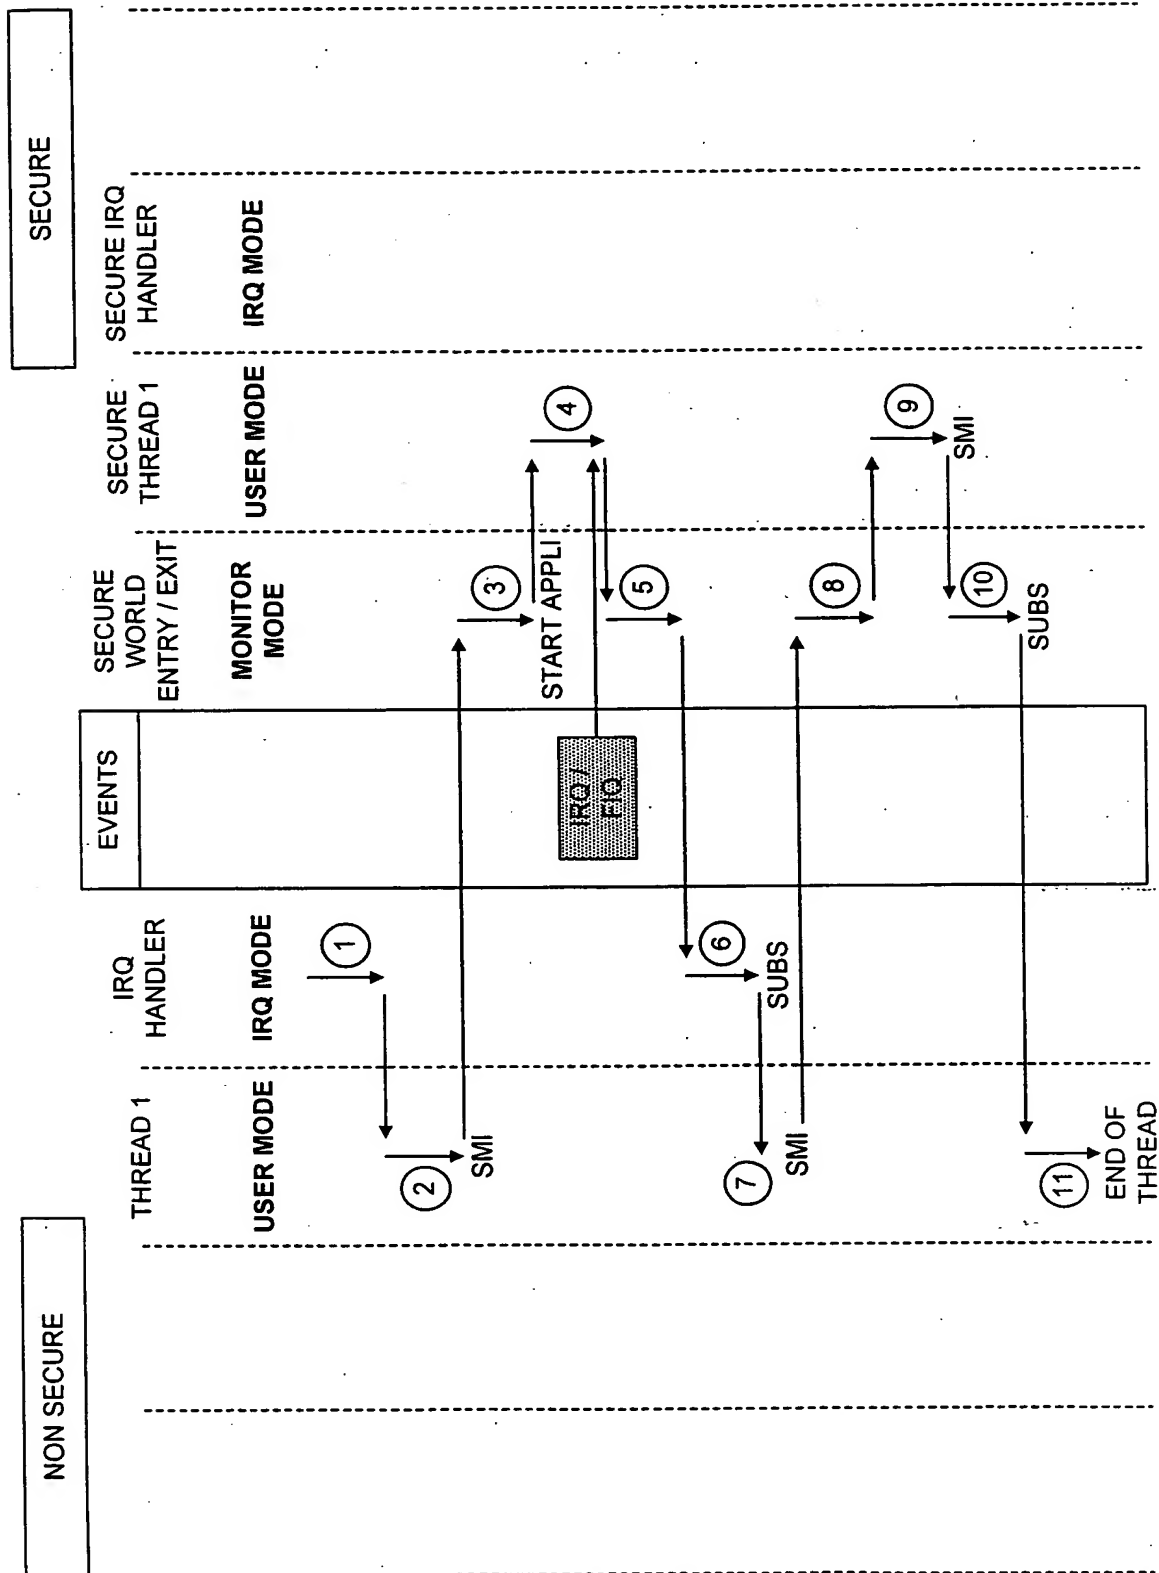 NON SECURE
SECURE
THREAD 1
USER MODE
IRQ
HANDLER
IRQ MODE
EVENTS
SECURE
WORLD
ENTRY / EXIT
MONITOR
MODE
SECURE
THREAD 1
USER MODE
SECURE IRQ
HANDLER
IRQ MODE
1
2
SMI
3
START APPLI
4
IRQ /
FIQ
5
6
SUBS
7
SMI
8
9
SMI
10
SUBS
11
END OF
THREAD